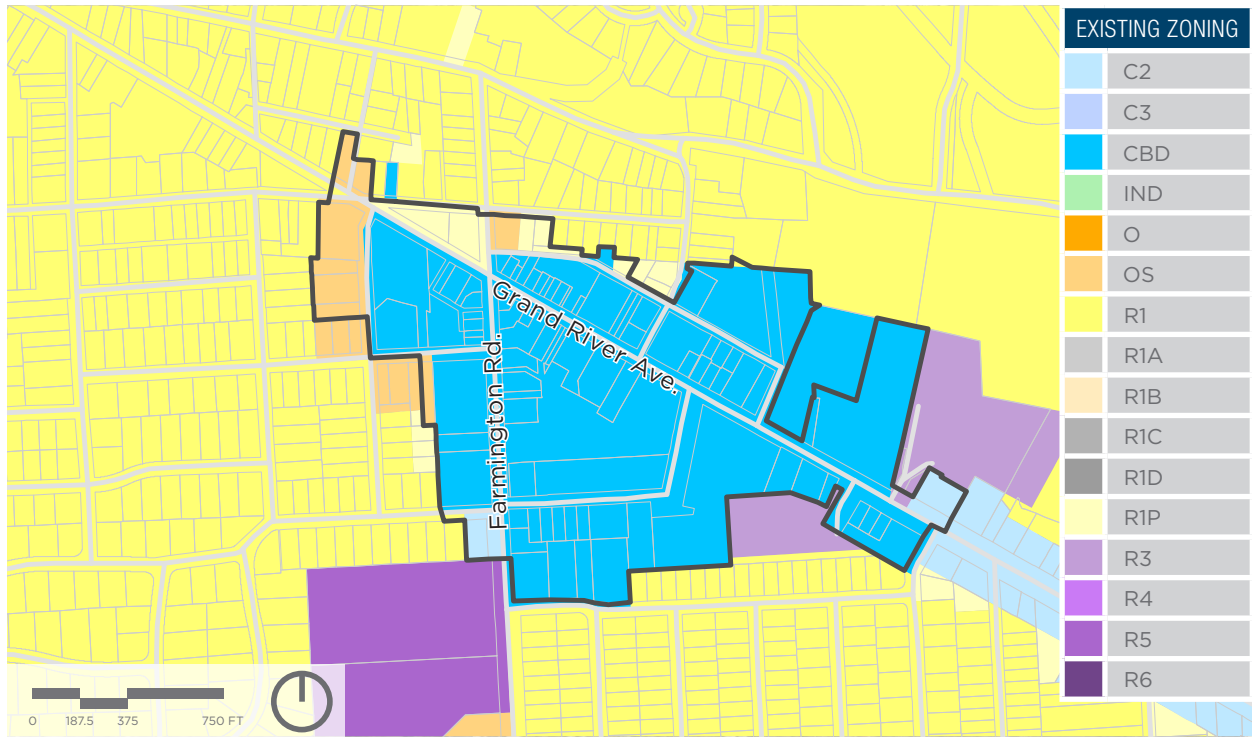 EXISTING ZONING
C2
C3
CBD
IND
O
OS
R1
R1A
R1B
R1C
R1D
R1P
R3
R4
R5
R6
Grand River Ave.
Farmington Rd.
0 187.5 375 750 FT